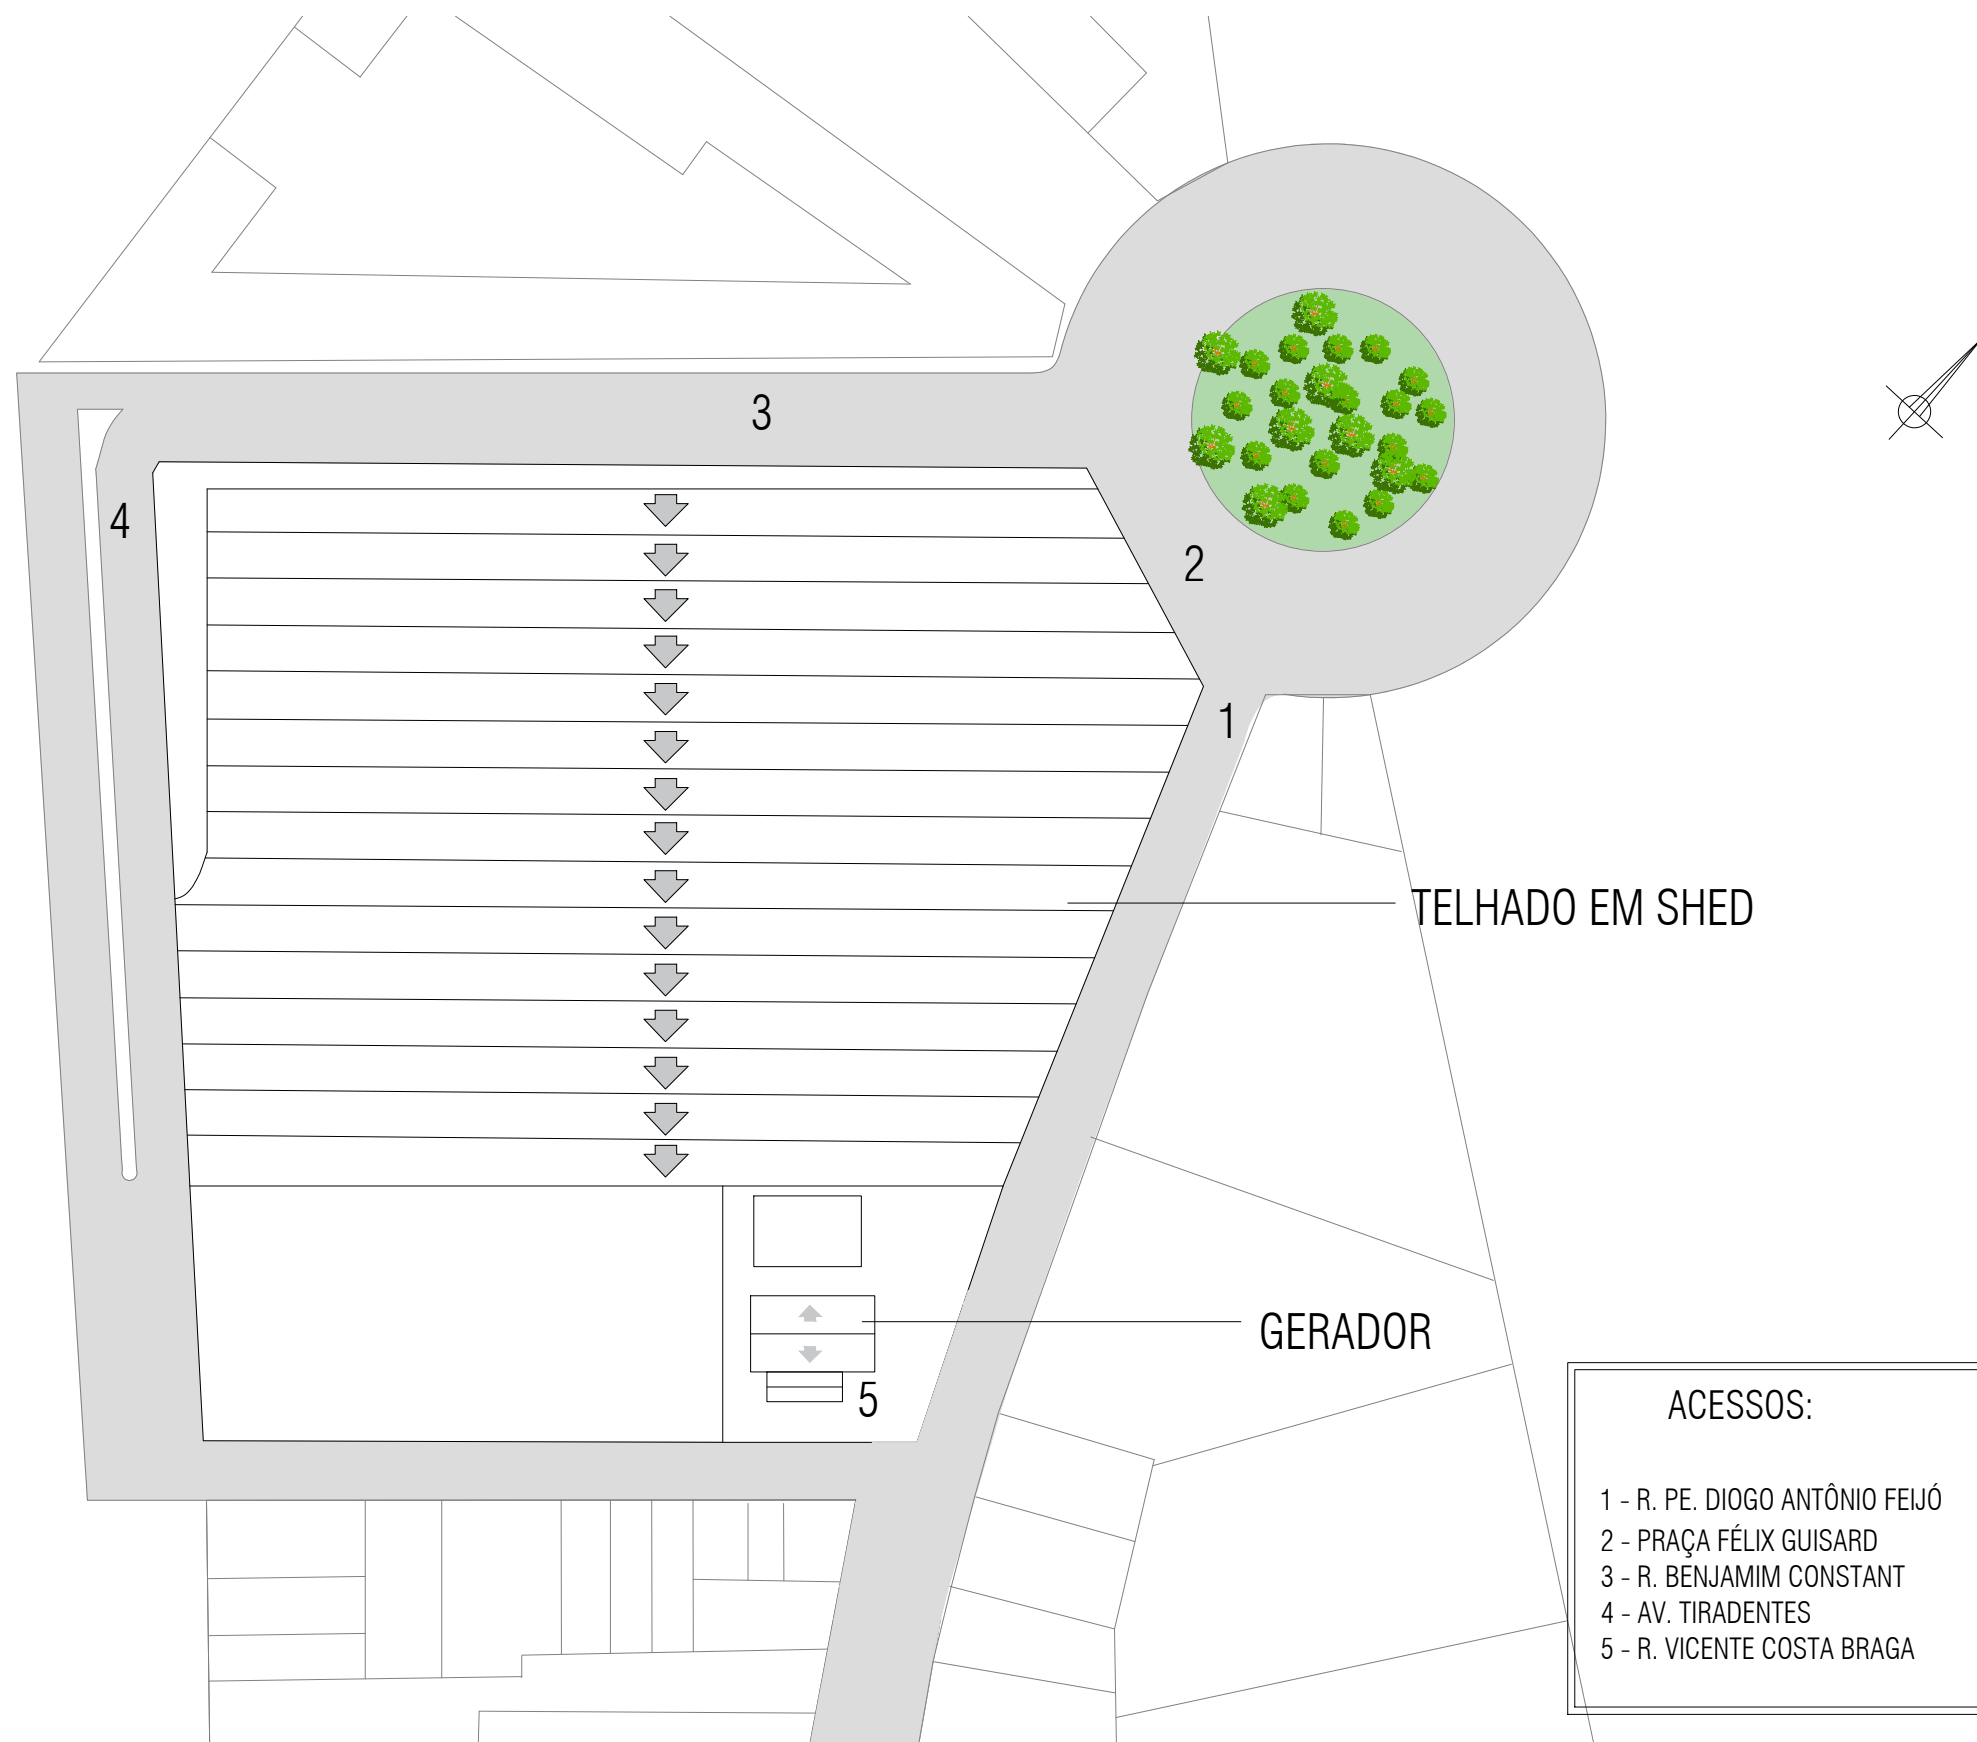 3
4
2
1
TELHADO EM SHED
GERADOR
5
ACESSOS:
1 - R. PE. DIOGO ANTÔNIO FEIJÓ
2 - PRAÇA FÉLIX GUISARD
3 - R. BENJAMIM CONSTANT
4 - AV. TIRADENTES
5 - R. VICENTE COSTA BRAGA